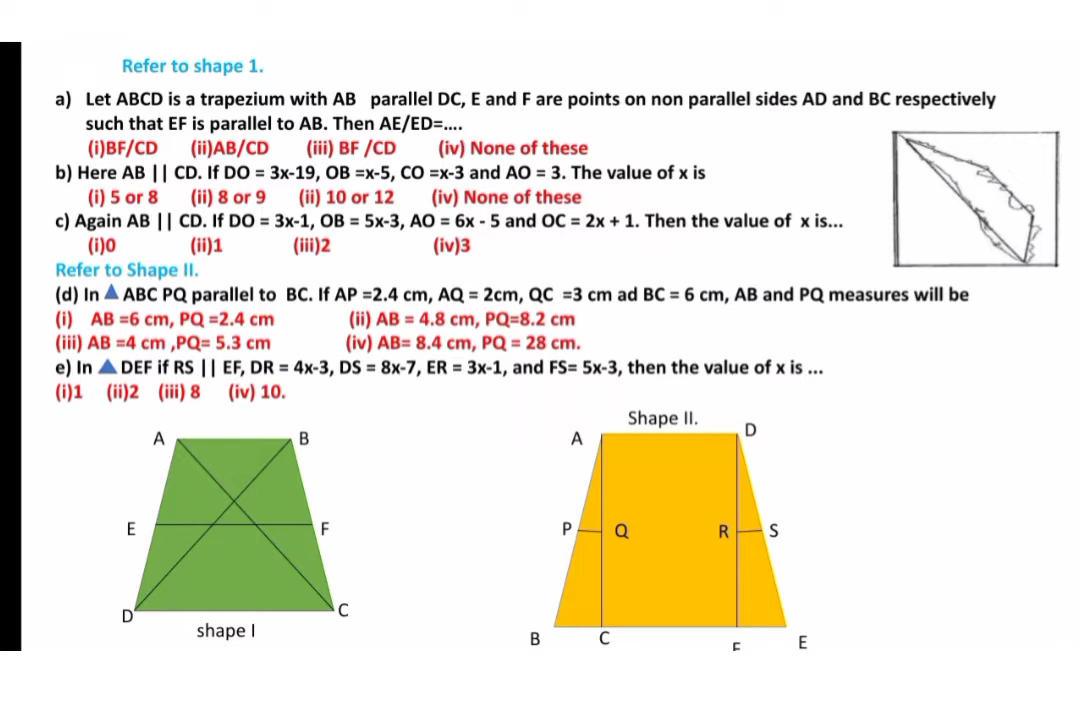 Refer to shape 1.
a) Let ABCD is a trapezium with AB parallel DC, E and F are points on non parallel sides AD and BC respectively
such that EF is parallel to AB. Then AE/ED=....
(i)BF/CD (ii)AB/CD (iii) BF /CD (iv) None of these
b) Here AB || CD. If DO = 3x-19, OB =x-5, CO =x-3 and AO = 3. The value of x is
(i) 5 or 8 (ii) 8 or 9 (ii) 10 or 12 (iv) None of these
c) Again AB || CD. If DO = 3x-1, OB = 5x-3, AO = 6x - 5 and OC = 2x + 1. Then the value of x is...
(i)0 (ii)1 (iii)2 (iv)3
Refer to Shape II.
(d) In ▲ ABC PQ parallel to BC. If AP =2.4 cm, AQ = 2cm, QC =3 cm ad BC = 6 cm, AB and PQ measures will be
(i) AB =6 cm, PQ =2.4 cm (ii) AB = 4.8 cm, PQ=8.2 cm
(iii) AB =4 cm ,PQ= 5.3 cm (iv) AB= 8.4 cm, PQ = 28 cm.
e) In ▲ DEF if RS || EF, DR = 4x-3, DS = 8x-7, ER = 3x-1, and FS= 5x-3, then the value of x is ...
(i)1 (ii)2 (iii) 8 (iv) 10.
Shape II.
A B A D
E F P Q R S
D C
shape I
B C F E